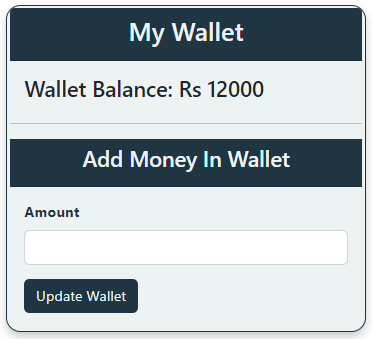 My Wallet
Wallet Balance: Rs 12000
Add Money In Wallet
Amount
Update Wallet